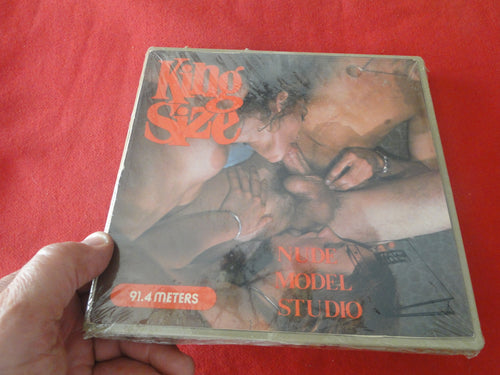 King
Size
NUDE
MODEL
STUDIO
91.4 METERS